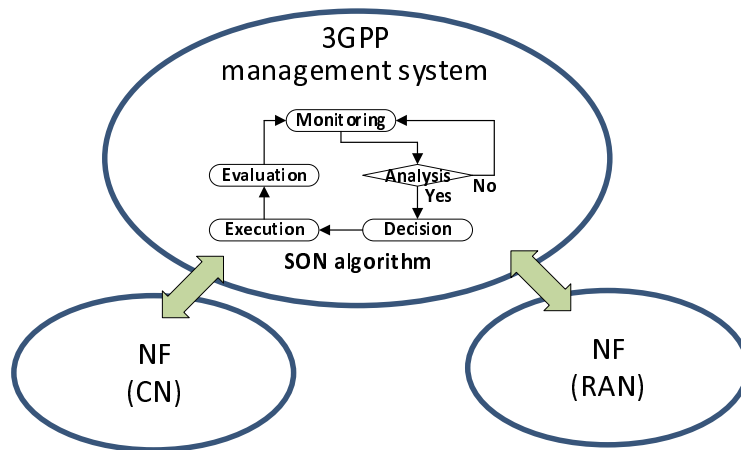 3GPP
management system
Monitoring
Evaluation
Analysis
No
Yes
Execution
Decision
SON algorithm
NF
(CN)
NF
(RAN)